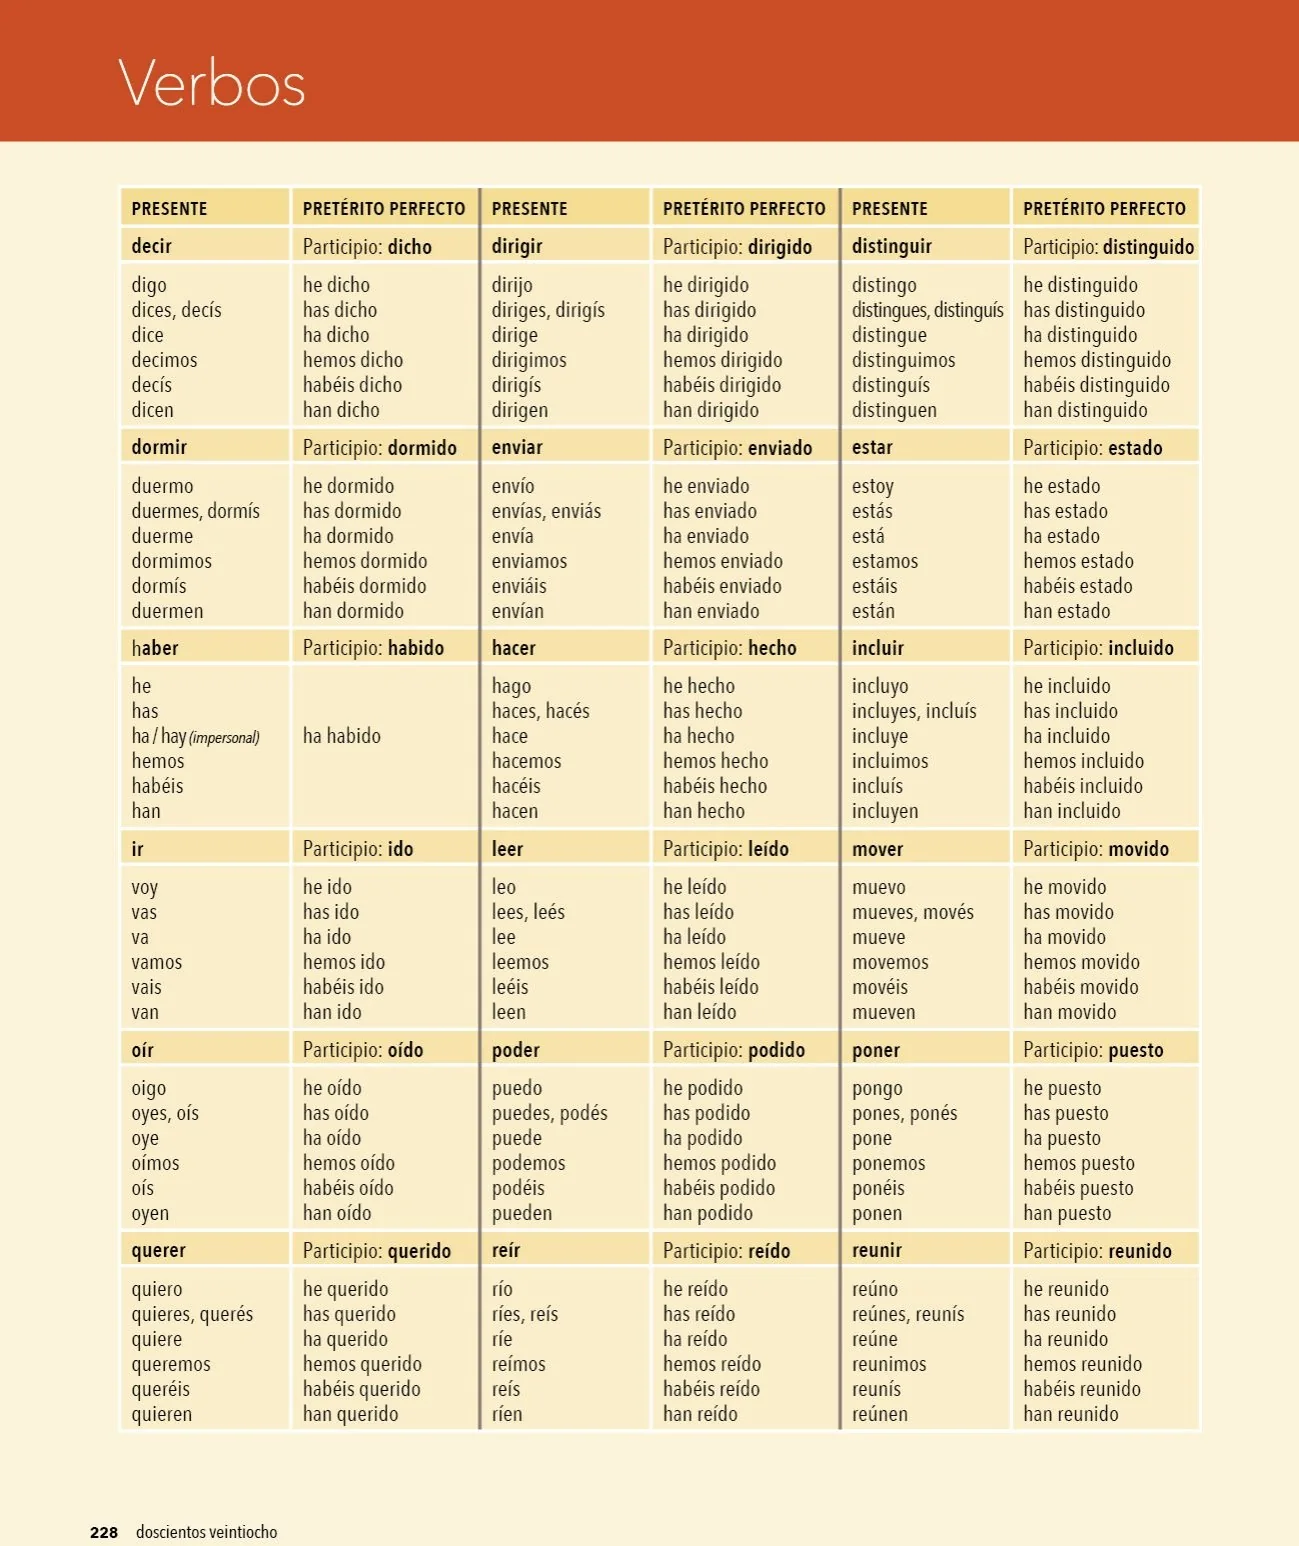 Verbos
PRESENTE PRETÉRITO PERFECTO PRESENTE PRETÉRITO PERFECTO PRESENTE PRETÉRITO PERFECTO
decir Participio: dicho dirigir Participio: dirigido distinguir Participio: distinguido
digo he dicho dirijo he dirigido distingo he distinguido
dices, decís has dicho diriges, dirigís has dirigido distingues, distinguís has distinguido
dice ha dicho dirige ha dirigido distingue ha distinguido
decimos hemos dicho dirigimos hemos dirigido distinguimos hemos distinguido
decís habéis dicho dirigís habéis dirigido distinguís habéis distinguido
dicen han dicho dirigen han dirigido distinguen han distinguido
dormir Participio: dormido enviar Participio: enviado estar Participio: estado
duermo he dormido envío he enviado estoy he estado
duermes, dormís has dormido envías, enviás has enviado estás has estado
duerme ha dormido envía ha enviado está ha estado
dormimos hemos dormido enviamos hemos enviado estamos hemos estado
dormís habéis dormido enviáis habéis enviado estáis habéis estado
duermen han dormido envían han enviado están han estado
haber Participio: habido hacer Participio: hecho incluir Participio: incluido
he hago he hecho incluyo he incluido
has haces, hacés has hecho incluyes, incluís has incluido
ha / hay (impersonal) ha habido hace ha hecho incluye ha incluido
hemos hacemos hemos hecho incluimos hemos incluido
habéis hacéis habéis hecho incluís habéis incluido
han hacen han hecho incluyen han incluido
ir Participio: ido leer Participio: leído mover Participio: movido
voy he ido leo he leído muevo he movido
vas has ido lees, leés has leído mueves, movés has movido
va ha ido lee ha leído mueve ha movido
vamos hemos ido leemos hemos leído movemos hemos movido
vais habéis ido leéis habéis leído movéis habéis movido
van han ido leen han leído mueven han movido
oír Participio: oído poder Participio: podido poner Participio: puesto
oigo he oído puedo he podido pongo he puesto
oyes, oís has oído puedes, podés has podido pones, ponés has puesto
oye ha oído puede ha podido pone ha puesto
oímos hemos oído podemos hemos podido ponemos hemos puesto
oís habéis oído podéis habéis podido ponéis habéis puesto
oyen han oído pueden han podido ponen han puesto
querer Participio: querido reír Participio: reído reunir Participio: reunido
quiero he querido río he reído reúno he reunido
quieres, querés has querido ríes, reís has reído reúnes, reunís has reunido
quiere ha querido ríe ha reído reúne ha reunido
queremos hemos querido reímos hemos reído reunimos hemos reunido
queréis habéis querido reís habéis reído reunís habéis reunido
quieren han querido ríen han reído reúnen han reunido
228 doscientos veintiocho